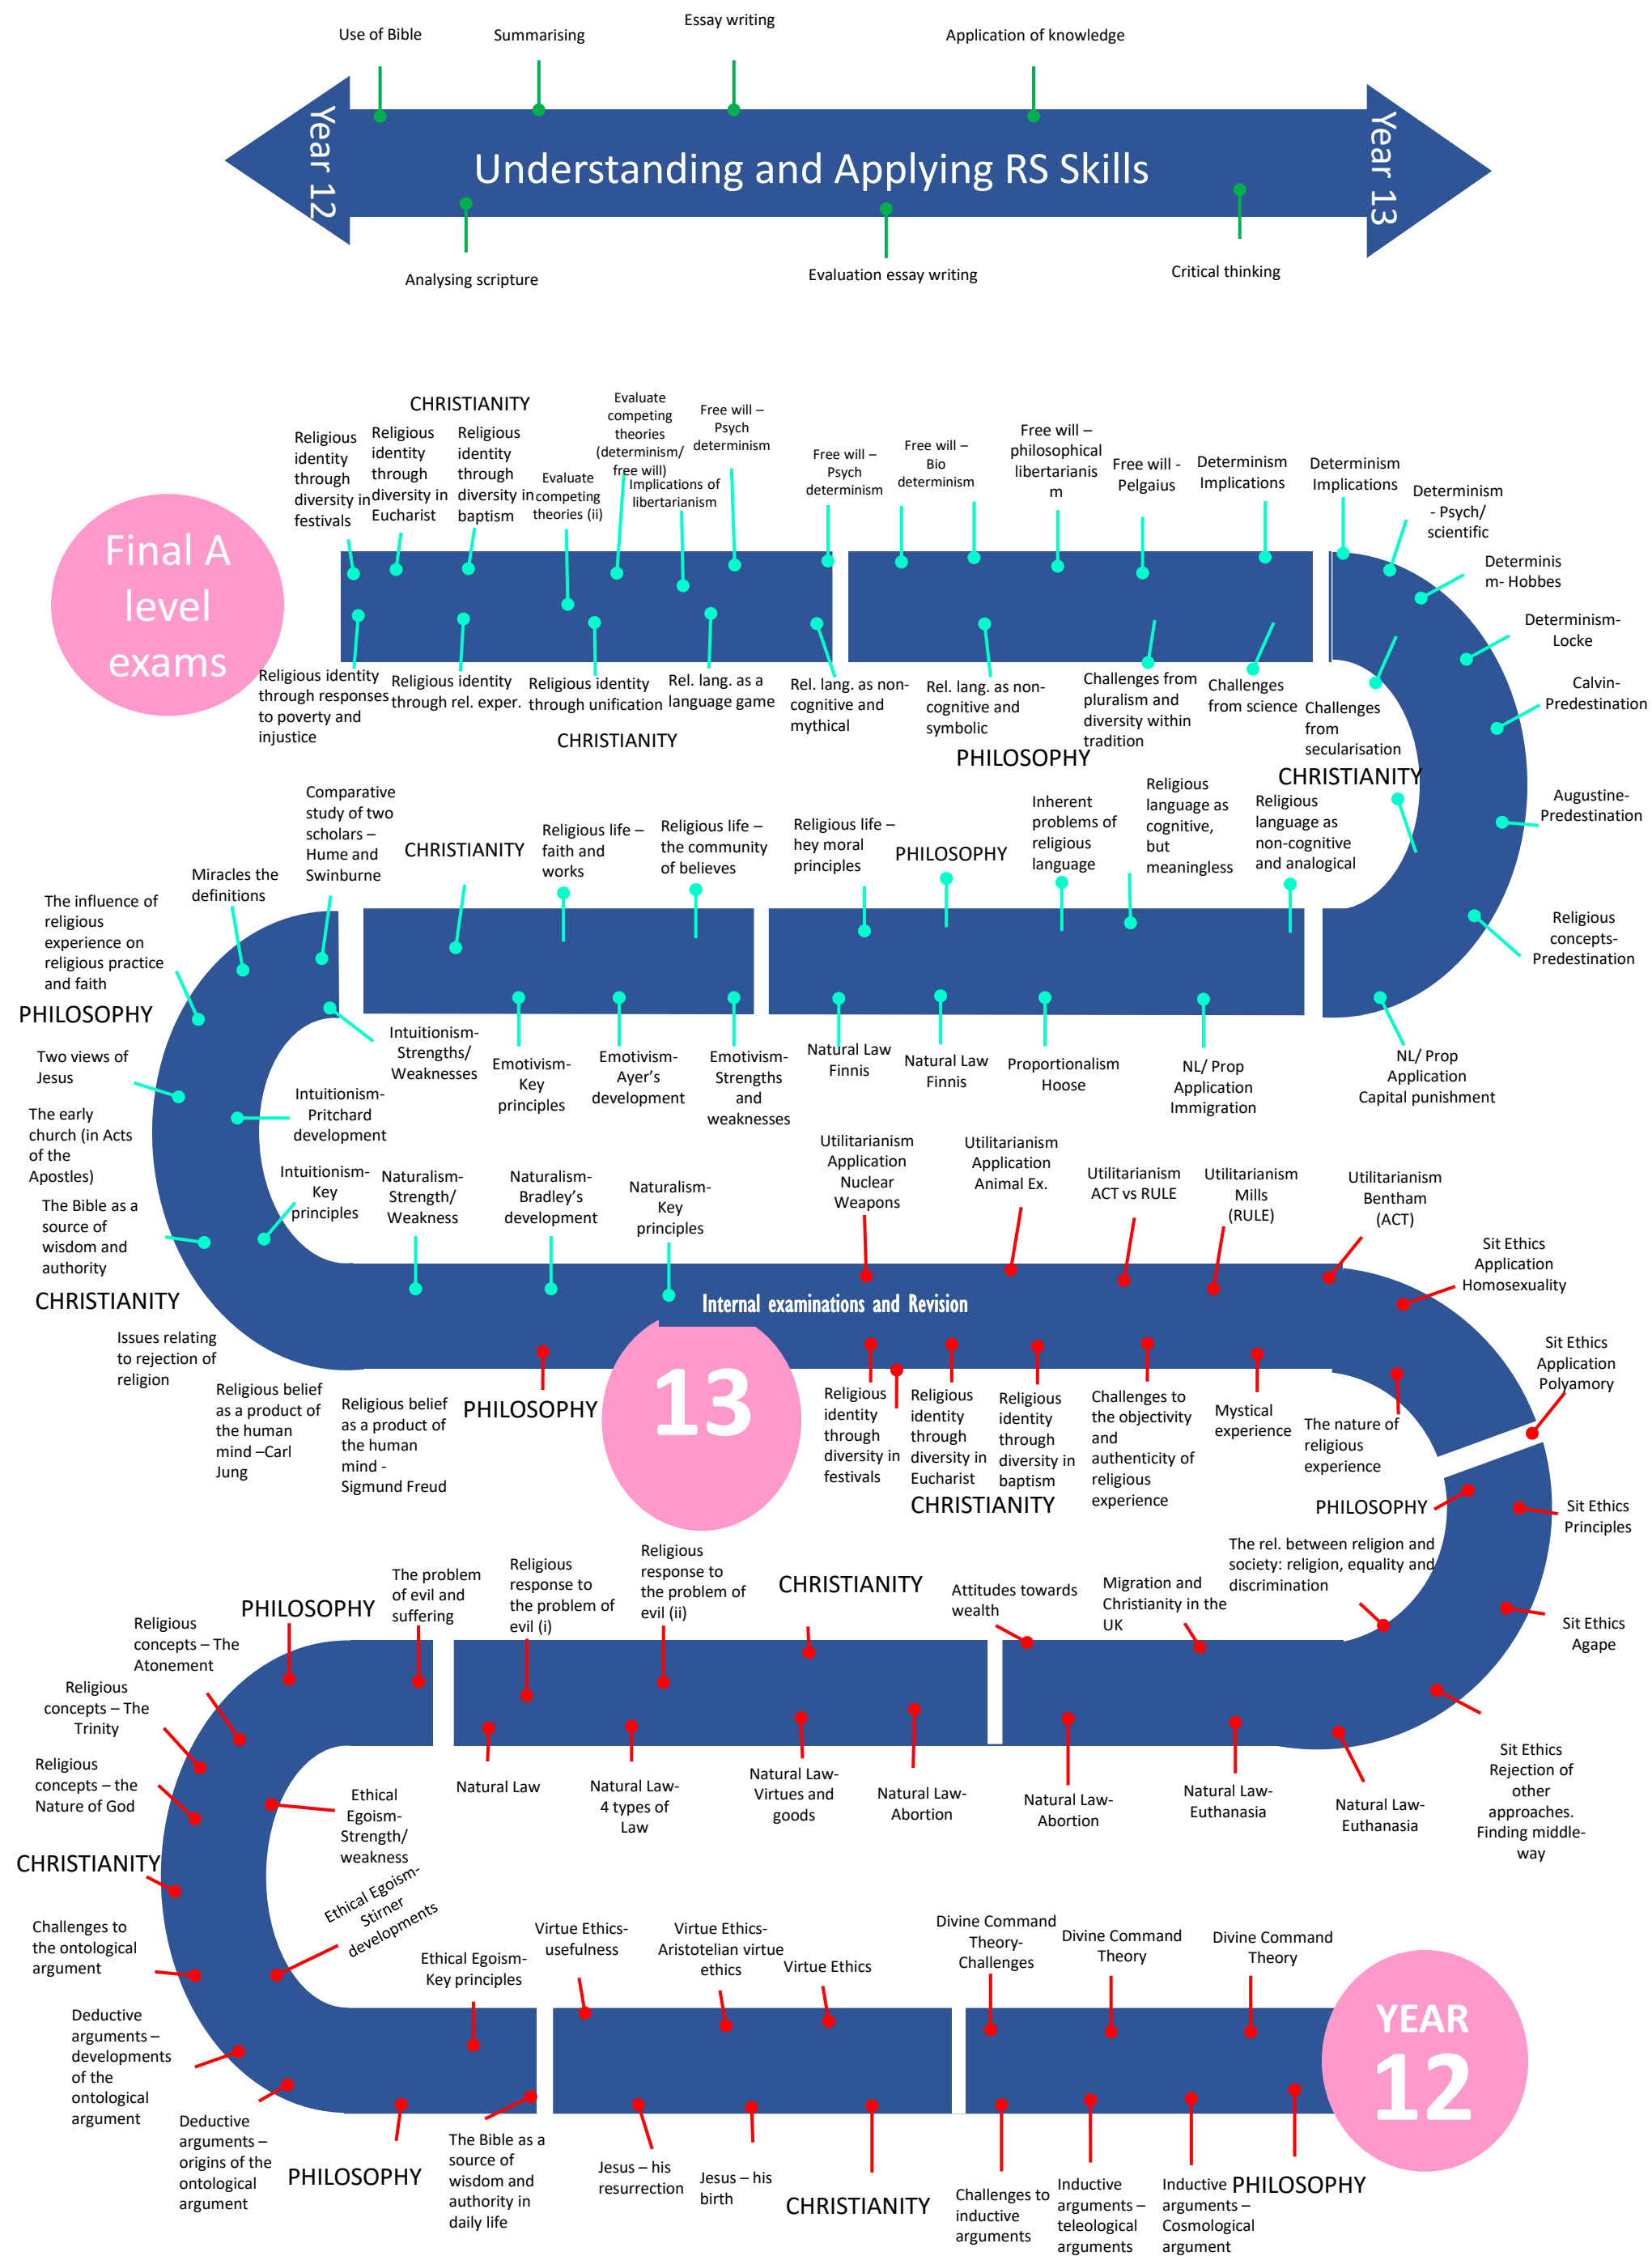 Essay writing
Use of Bible
Summarising
Application of knowledge
Year 12
Understanding and Applying RS Skills
Year 13
Analysing scripture
Evaluation essay writing
Critical thinking
CHRISTIANITY
Religious
identity
through
diversity in
festivals
Religious
identity
through
diversity in
Eucharist
Religious
identity
through
diversity in
baptism
Evaluate
competing
theories (ii)
Evaluate
competing
theories
(determinism/
free will)
Implications of
libertarianism
Free will –
Psych
determinism
Free will –
Psych
determinism
Free will –
Bio
determinism
Free will –
philosophical
libertarianis
m
Free will -
Pelgaius
Determinism
Implications
Determinism
Implications
Determinism
- Psych/
scientific
Determinis
m- Hobbes
Determinism-
Locke
Calvin-
Predestination
Augustine-
Predestination
Religious
concepts-
Predestination
Final A
level
exams
Religious identity
through responses
to poverty and
injustice
Religious identity
through rel. exper.
Religious identity
through unification
CHRISTIANITY
Rel. lang. as a
language game
Rel. lang. as non-
cognitive and
mythical
Rel. lang. as non-
cognitive and
symbolic
PHILOSOPHY
Challenges from
pluralism and
diversity within
tradition
Challenges
from science
Challenges
from
secularisation
CHRISTIANITY
The influence of
religious
experience on
religious practice
and faith
Miracles the
definitions
Comparative
study of two
scholars –
Hume and
Swinburne
CHRISTIANITY
Religious life –
faith and
works
Religious life –
the community
of believes
Religious life –
hey moral
principles
PHILOSOPHY
Inherent
problems of
religious
language
Religious
language as
cognitive,
but
meaningless
Religious
language as
non-cognitive
and analogical
PHILOSOPHY
Two views of
Jesus
The early
church (in Acts
of the
Apostles)
The Bible as a
source of
wisdom and
authority
CHRISTIANITY
Intuitionism-
Strengths/
Weaknesses
Emotivism-
Key
principles
Emotivism-
Ayer's
development
Emotivism-
Strengths
and
weaknesses
Natural Law
Finnis
Natural Law
Finnis
Proportionalism
Hoose
NL/ Prop
Application
Immigration
NL/ Prop
Application
Capital punishment
Intuitionism-
Pritchard
development
Intuitionism-
Key
principles
Naturalism-
Strength/
Weakness
Naturalism-
Bradley's
development
Naturalism-
Key
principles
Utilitarianism
Application
Nuclear
Weapons
Utilitarianism
Application
Animal Ex.
Utilitarianism
ACT vs RULE
Utilitarianism
Mills
(RULE)
Utilitarianism
Bentham
(ACT)
Sit Ethics
Application
Homosexuality
Sit Ethics
Application
Polyamory
Internal examinations and Revision
13
Issues relating
to rejection of
religion
Religious belief
as a product of
the human
mind –Carl
Jung
Religious belief
as a product of
the human
mind -
Sigmund Freud
PHILOSOPHY
Religious
identity
through
diversity in
festivals
Religious
identity
through
diversity in
Eucharist
Religious
identity
through
diversity in
baptism
CHRISTIANITY
Challenges to
the objectivity
and
authenticity of
religious
experience
Mystical
experience
The nature of
religious
experience
PHILOSOPHY
Sit Ethics
Principles
Sit Ethics
Agape
Sit Ethics
Rejection of
other
approaches.
Finding middle-
way
Religious
concepts – The
Atonement
PHILOSOPHY
The problem
of evil and
suffering
Religious
response to
the problem of
evil (i)
Religious
response to
the problem of
evil (ii)
CHRISTIANITY
Attitudes towards
wealth
Migration and
Christianity in the
UK
The rel. between religion and
society: religion, equality and
discrimination
Religious
concepts – The
Trinity
Religious
concepts – the
Nature of God
CHRISTIANITY
Natural Law
Natural Law-
4 types of
Law
Natural Law-
Virtues and
goods
Natural Law-
Abortion
Natural Law-
Abortion
Natural Law-
Euthanasia
Natural Law-
Euthanasia
Ethical
Egoism-
Strength/
weakness
Ethical Egoism-
Stirner
developments
Ethical Egoism-
Key principles
Virtue Ethics-
usefulness
Virtue Ethics-
Aristotelian virtue
ethics
Virtue Ethics
Divine Command
Theory-
Challenges
Divine Command
Theory
Divine Command
Theory
YEAR
12
Challenges to
the ontological
argument
Deductive
arguments –
developments
of the
ontological
argument
Deductive
arguments –
origins of the
ontological
argument
PHILOSOPHY
The Bible as a
source of
wisdom and
authority in
daily life
Jesus – his
resurrection
Jesus – his
birth
CHRISTIANITY
Challenges to
inductive
arguments
Inductive
arguments –
teleological
arguments
Inductive
arguments –
Cosmological
argument
PHILOSOPHY